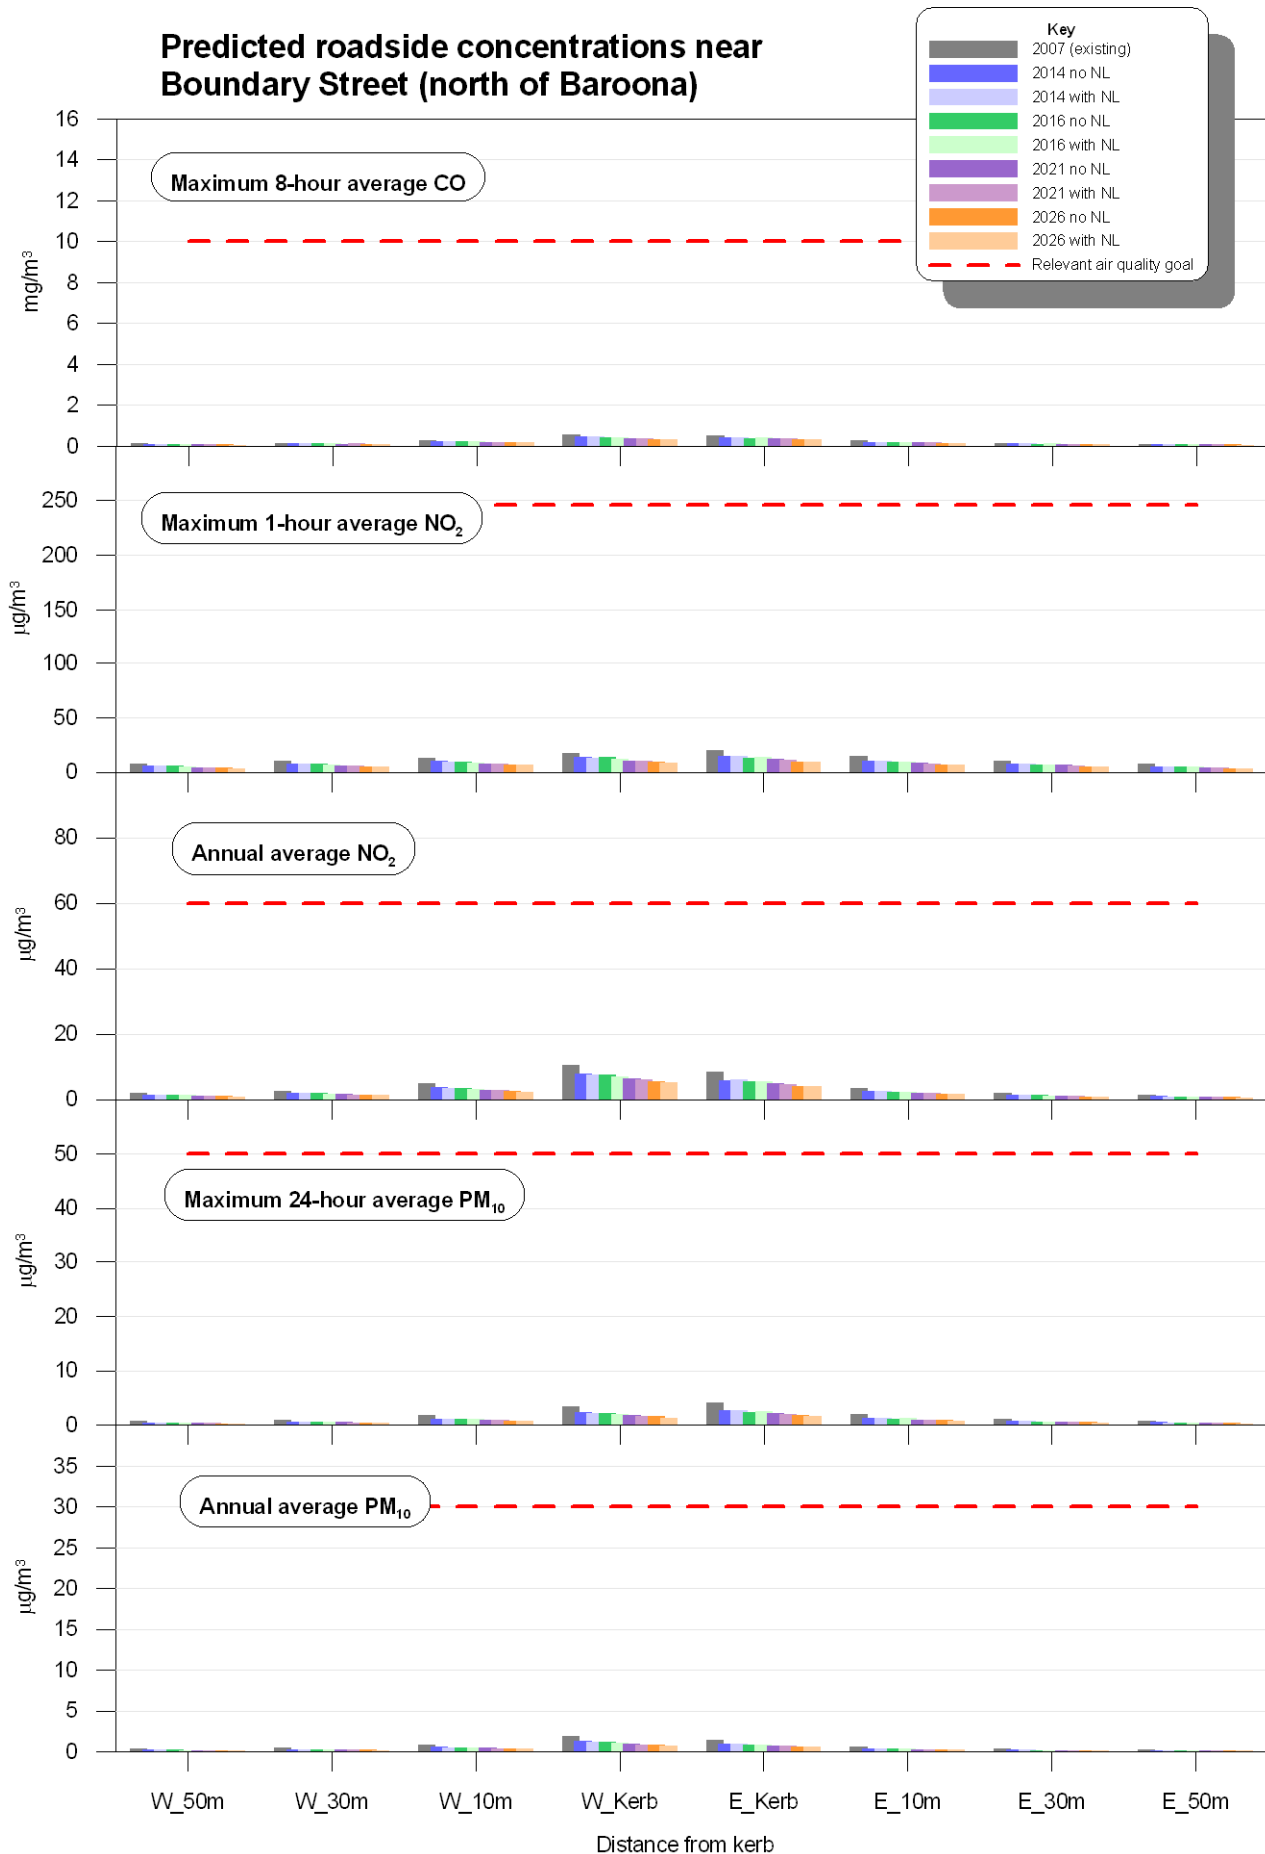 Predicted roadside concentrations near
Boundary Street (north of Baroona)
Key
2007 (existing)
2014 no NL
2014 with NL
2016 no NL
2016 with NL
2021 no NL
2021 with NL
2026 no NL
2026 with NL
Relevant air quality goal
Maximum 8-hour average CO
mg/m³
16
14
12
10
8
6
4
2
0
Maximum 1-hour average NO₂
µg/m³
250
200
150
100
50
0
Annual average NO₂
µg/m³
80
60
40
20
0
Maximum 24-hour average PM₁₀
µg/m³
50
40
30
20
10
0
Annual average PM₁₀
µg/m³
35
30
25
20
15
10
5
0
W_50m W_30m W_10m W_Kerb E_Kerb E_10m E_30m E_50m
Distance from kerb